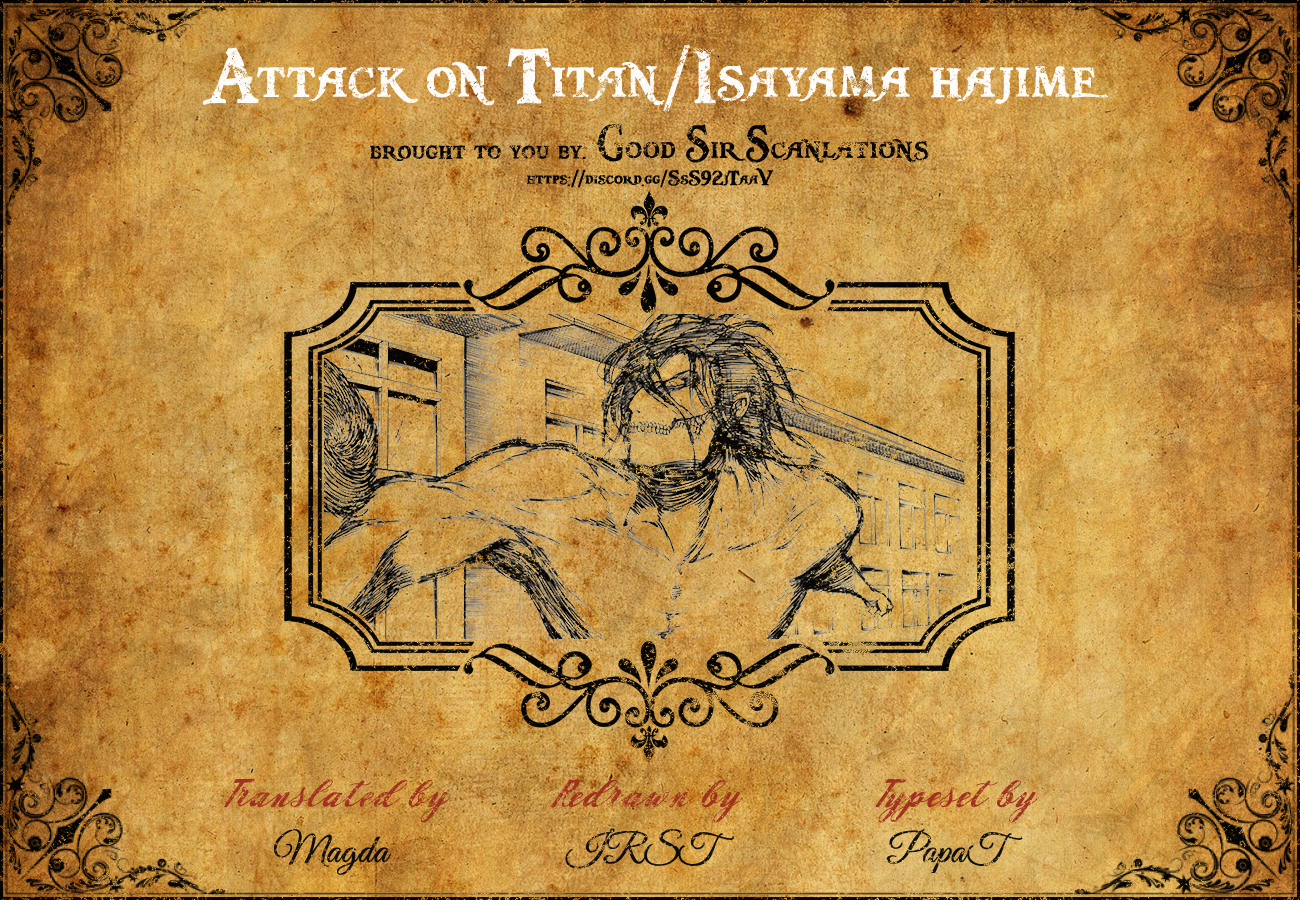 Attack on Titan/Isayama hajime
brought to you by: Good Sir Scanlations
https://discord.gg/SsS92JTaaV
Translated by
Redrawn by
Typeset by
Magda
JRST
PapaT